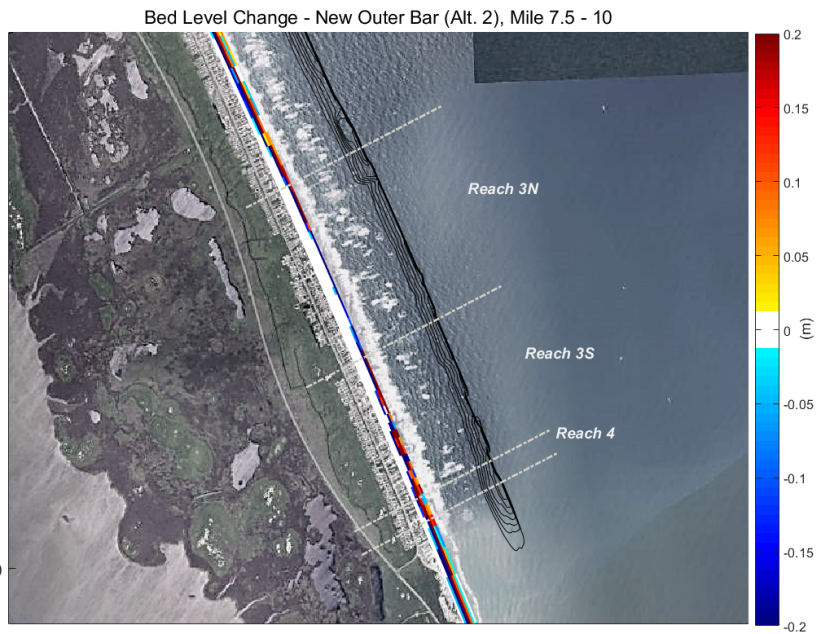 Bed Level Change - New Outer Bar (Alt. 2), Mile 7.5 - 10
Reach 3N
Reach 3S
Reach 4
0.2
0.15
0.1
0.05
0
-0.05
-0.1
-0.15
-0.2
(m)